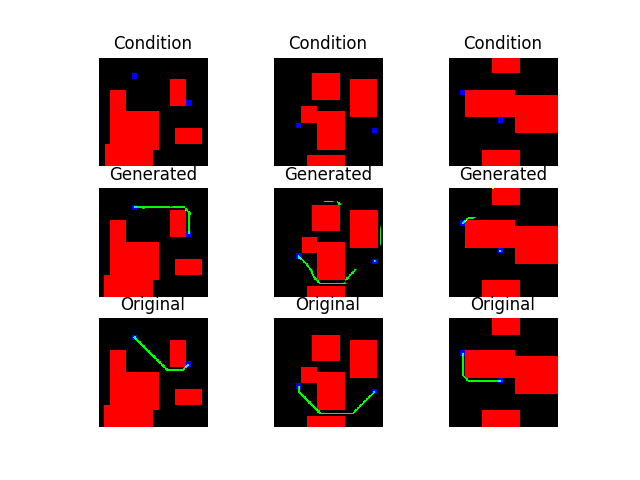 Condition Condition Condition
Generated Generated Generated
Original Original Original